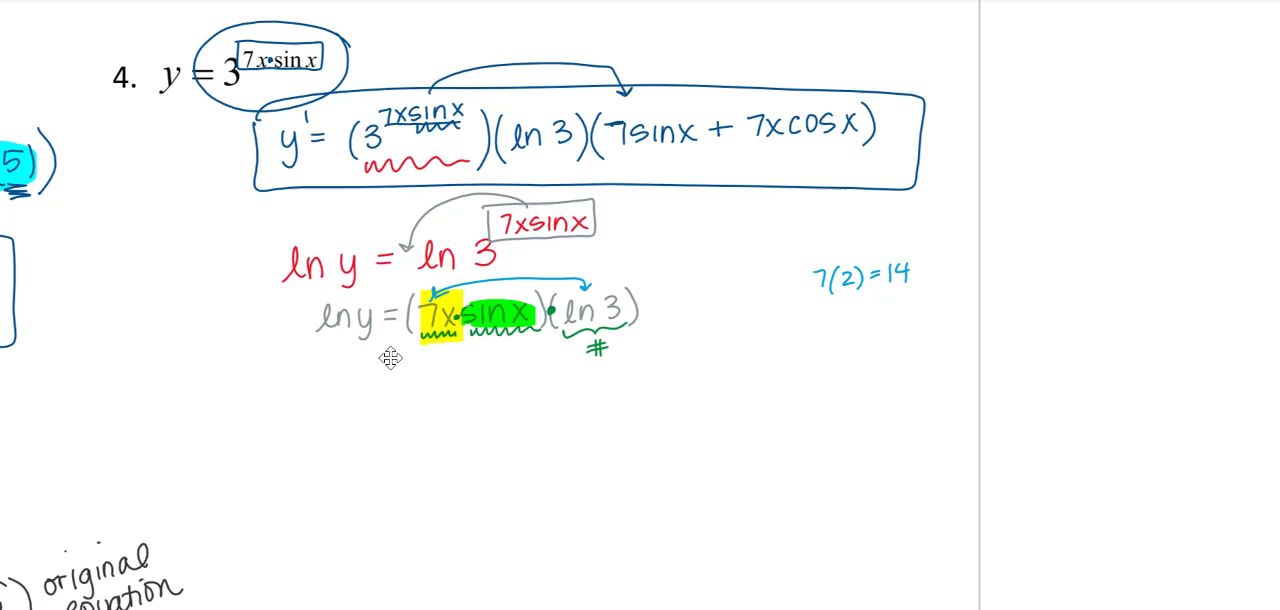 4. y = 3^{7x·sin x}
y' = (3^{7xsinx})(ln 3)(7sinx + 7xcosx)
5))
ln y = ln 3^{7xsinx}
7(2)=14
ln y = (7x·sinx)·(ln 3)
#
) original
equation